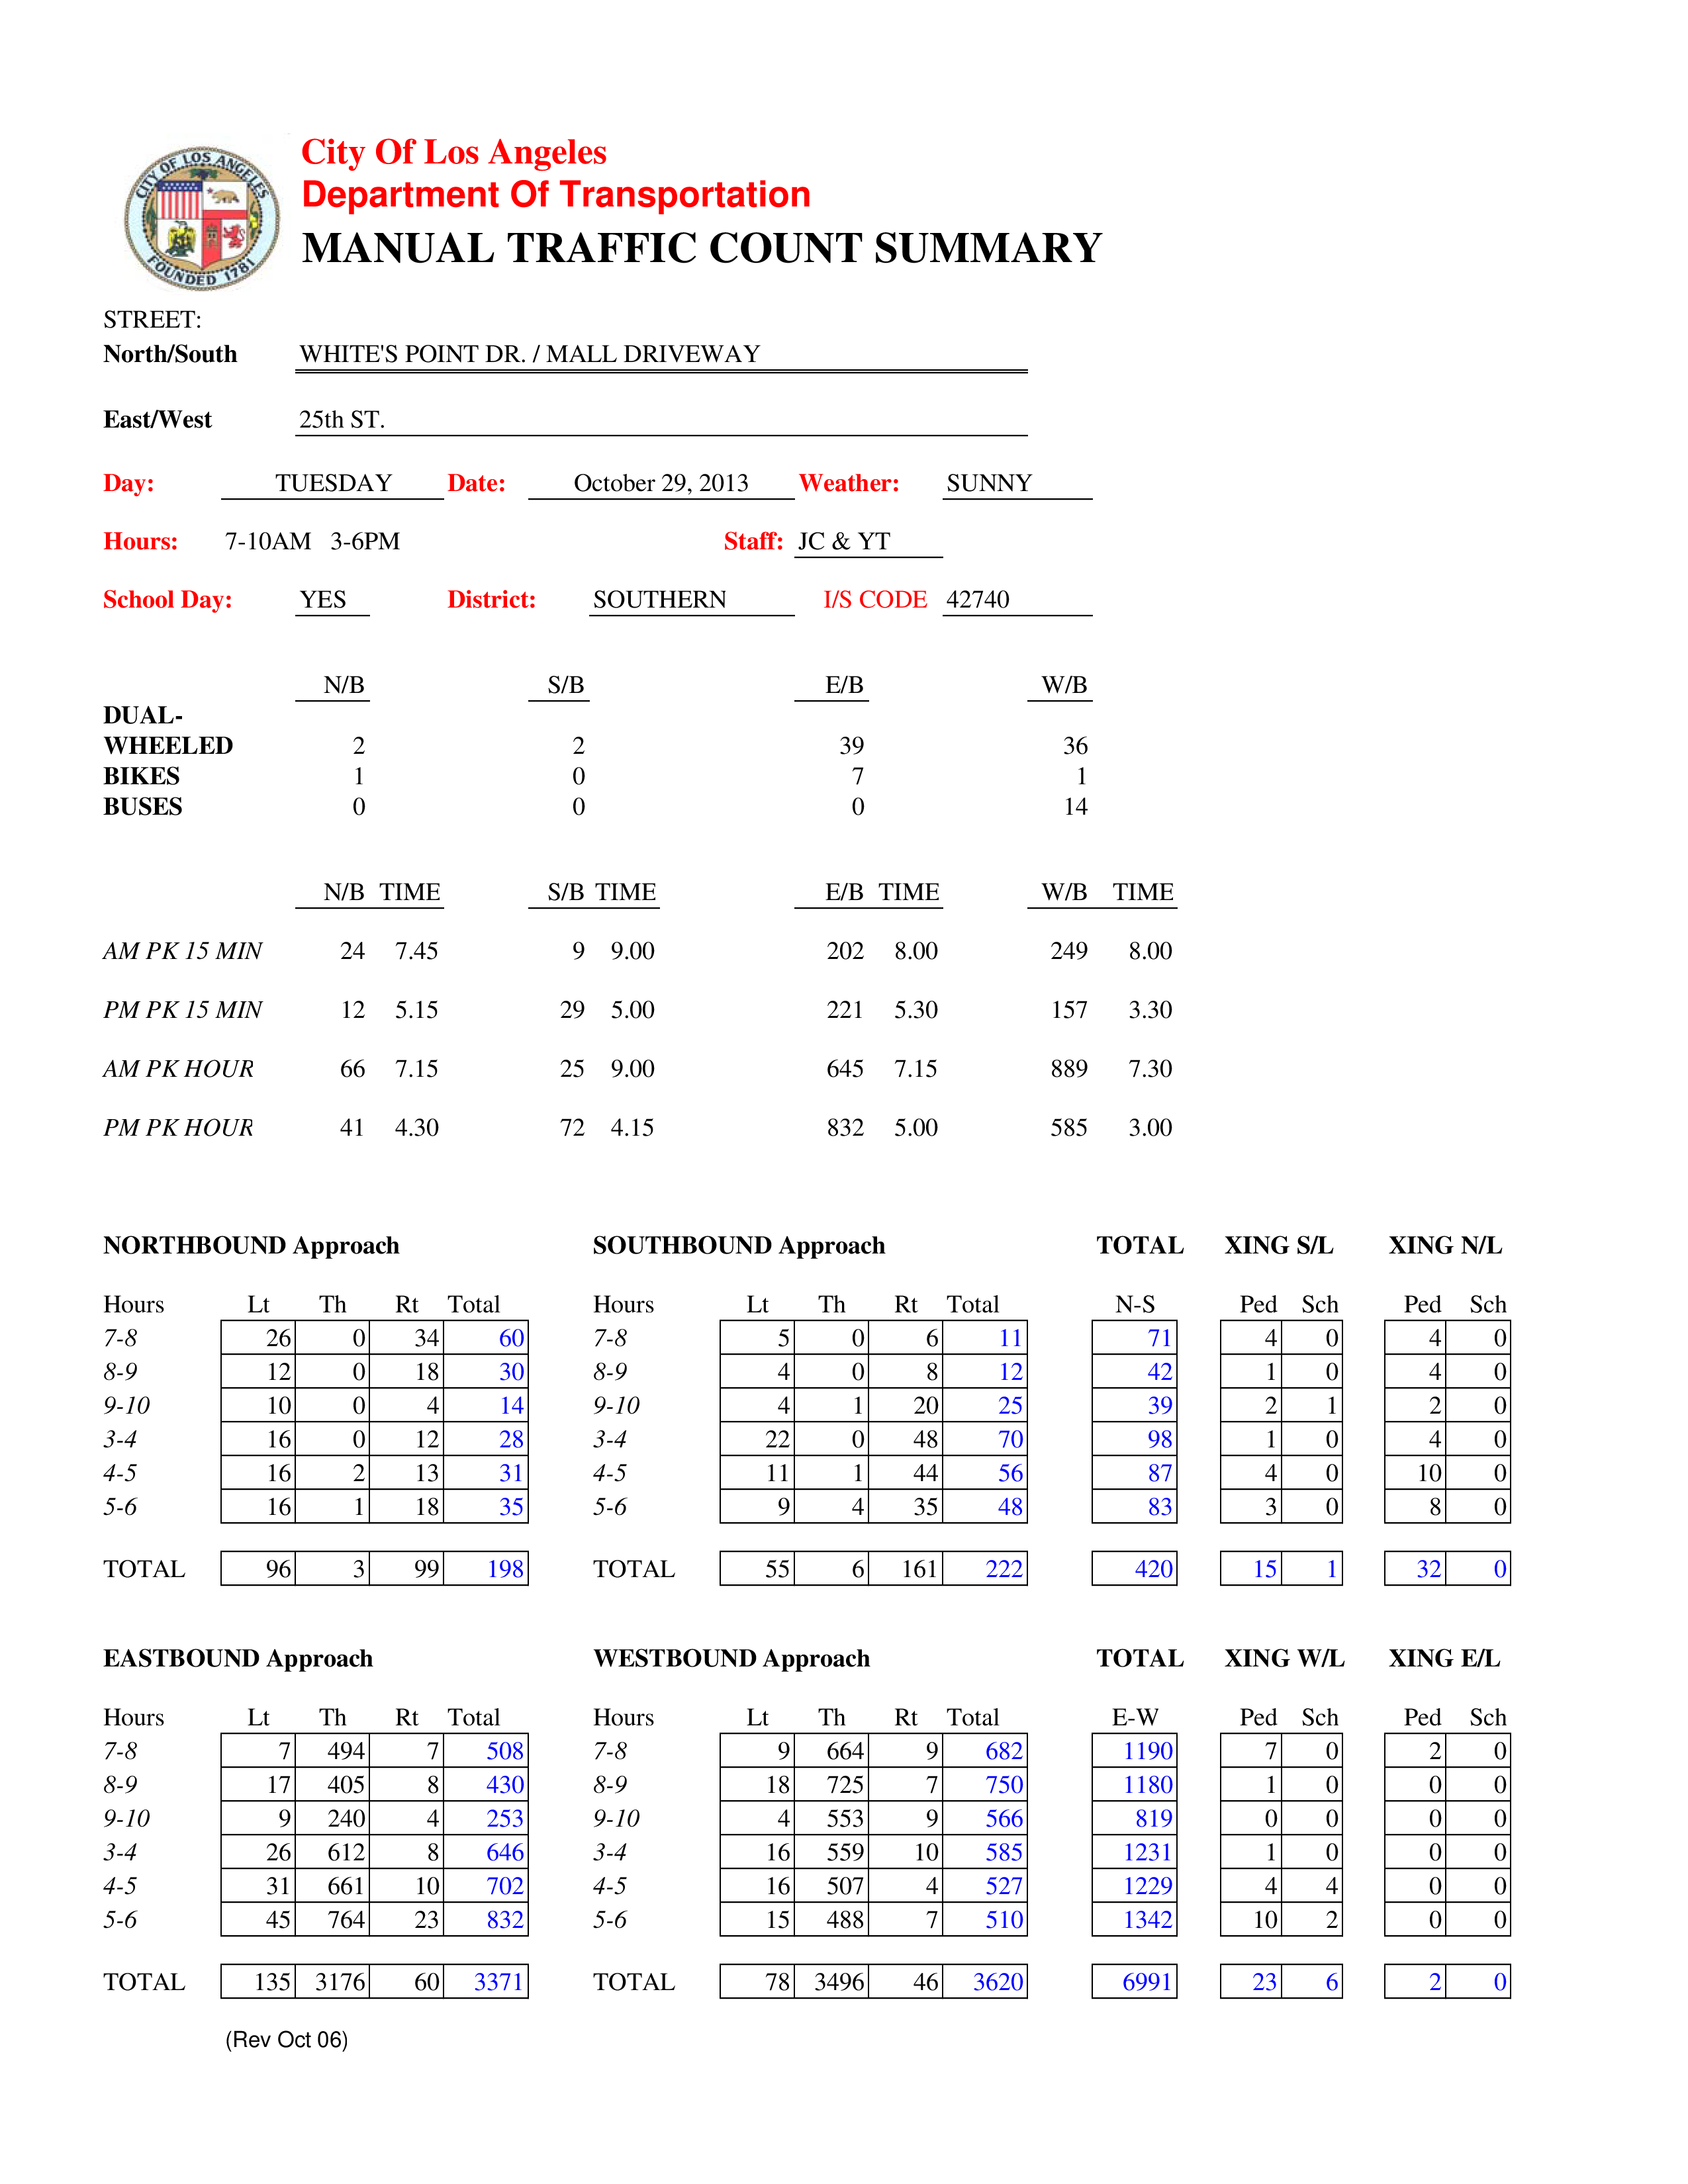 CITY OF LOS ANGELES
FOUNDED 1781
City Of Los Angeles
Department Of Transportation
MANUAL TRAFFIC COUNT SUMMARY
STREET:
North/South WHITE'S POINT DR. / MALL DRIVEWAY
East/West 25th ST.
Day: TUESDAY Date: October 29, 2013 Weather: SUNNY
Hours: 7-10AM 3-6PM Staff: JC & YT
School Day: YES District: SOUTHERN I/S CODE 42740
N/B S/B E/B W/B
DUAL-
WHEELED 2 2 39 36
BIKES 1 0 7 1
BUSES 0 0 0 14
N/B TIME S/B TIME E/B TIME W/B TIME
AM PK 15 MIN 24 7.45 9 9.00 202 8.00 249 8.00
PM PK 15 MIN 12 5.15 29 5.00 221 5.30 157 3.30
AM PK HOUR 66 7.15 25 9.00 645 7.15 889 7.30
PM PK HOUR 41 4.30 72 4.15 832 5.00 585 3.00
NORTHBOUND Approach SOUTHBOUND Approach TOTAL XING S/L XING N/L
Hours Lt Th Rt Total Hours Lt Th Rt Total N-S Ped Sch Ped Sch
7-8 26 0 34 60 7-8 5 0 6 11 71 4 0 4 0
8-9 12 0 18 30 8-9 4 0 8 12 42 1 0 4 0
9-10 10 0 4 14 9-10 4 1 20 25 39 2 1 2 0
3-4 16 0 12 28 3-4 22 0 48 70 98 1 0 4 0
4-5 16 2 13 31 4-5 11 1 44 56 87 4 0 10 0
5-6 16 1 18 35 5-6 9 4 35 48 83 3 0 8 0
TOTAL 96 3 99 198 TOTAL 55 6 161 222 420 15 1 32 0
EASTBOUND Approach WESTBOUND Approach TOTAL XING W/L XING E/L
Hours Lt Th Rt Total Hours Lt Th Rt Total E-W Ped Sch Ped Sch
7-8 7 494 7 508 7-8 9 664 9 682 1190 7 0 2 0
8-9 17 405 8 430 8-9 18 725 7 750 1180 1 0 0 0
9-10 9 240 4 253 9-10 4 553 9 566 819 0 0 0 0
3-4 26 612 8 646 3-4 16 559 10 585 1231 1 0 0 0
4-5 31 661 10 702 4-5 16 507 4 527 1229 4 4 0 0
5-6 45 764 23 832 5-6 15 488 7 510 1342 10 2 0 0
TOTAL 135 3176 60 3371 TOTAL 78 3496 46 3620 6991 23 6 2 0
(Rev Oct 06)